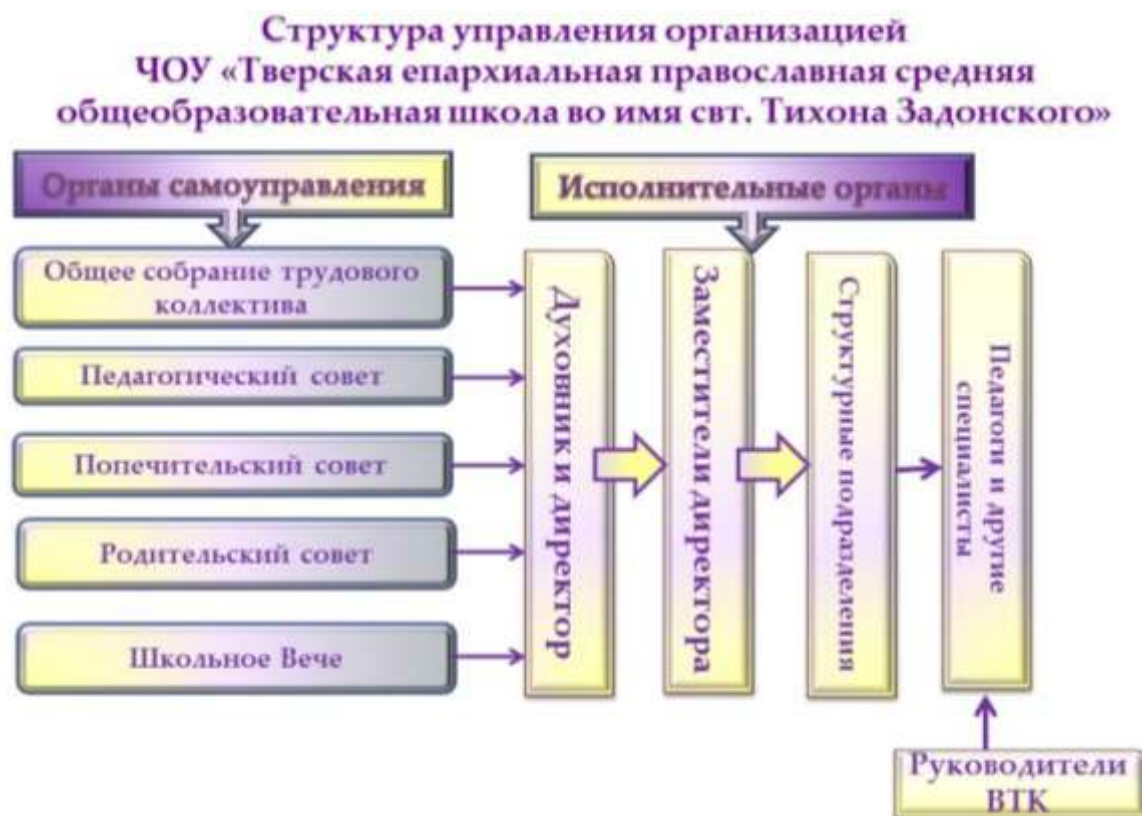 Структура управления организацией
ЧОУ «Тверская епархиальная православная средняя
общеобразовательная школа во имя свт. Тихона Задонского»
Органы самоуправления
Исполнительные органы
Общее собрание трудового
коллектива
Педагогический совет
Попечительский совет
Родительский совет
Школьное Вече
Духовник и директор
Заместители директора
Структурные подразделения
Педагоги и другие
специалисты
Руководители
ВТК